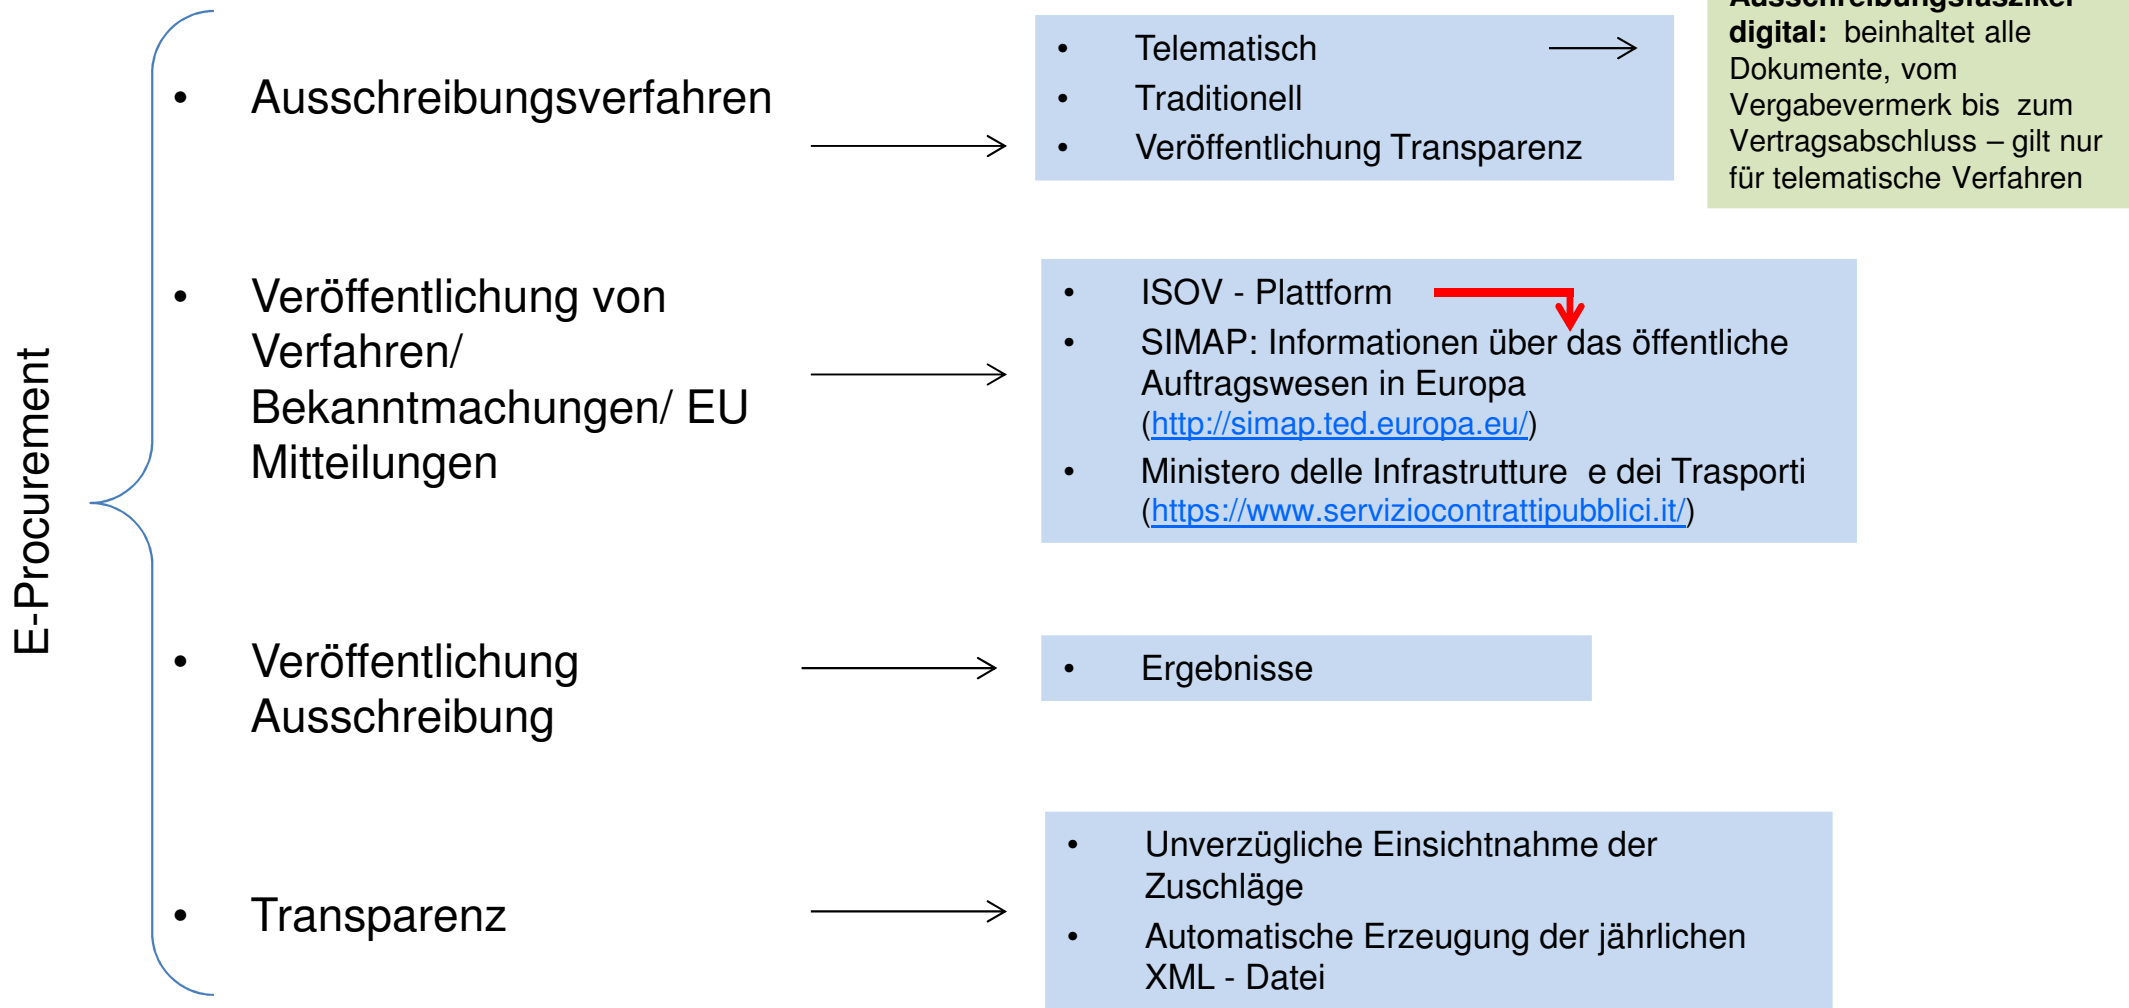 E-Procurement
• Ausschreibungsverfahren
• Telematisch
• Traditionell
• Veröffentlichung Transparenz
digital: beinhaltet alle
Dokumente, vom
Vergabevermerk bis zum
Vertragsabschluss – gilt nur
für telematische Verfahren
• Veröffentlichung von
Verfahren/
Bekanntmachungen/ EU
Mitteilungen
• ISOV - Plattform
• SIMAP: Informationen über das öffentliche
Auftragswesen in Europa
(http://simap.ted.europa.eu/)
• Ministero delle Infrastrutture e dei Trasporti
(https://www.serviziocontrattipubblici.it/)
• Veröffentlichung
Ausschreibung
• Ergebnisse
• Transparenz
• Unverzügliche Einsichtnahme der
Zuschläge
• Automatische Erzeugung der jährlichen
XML - Datei